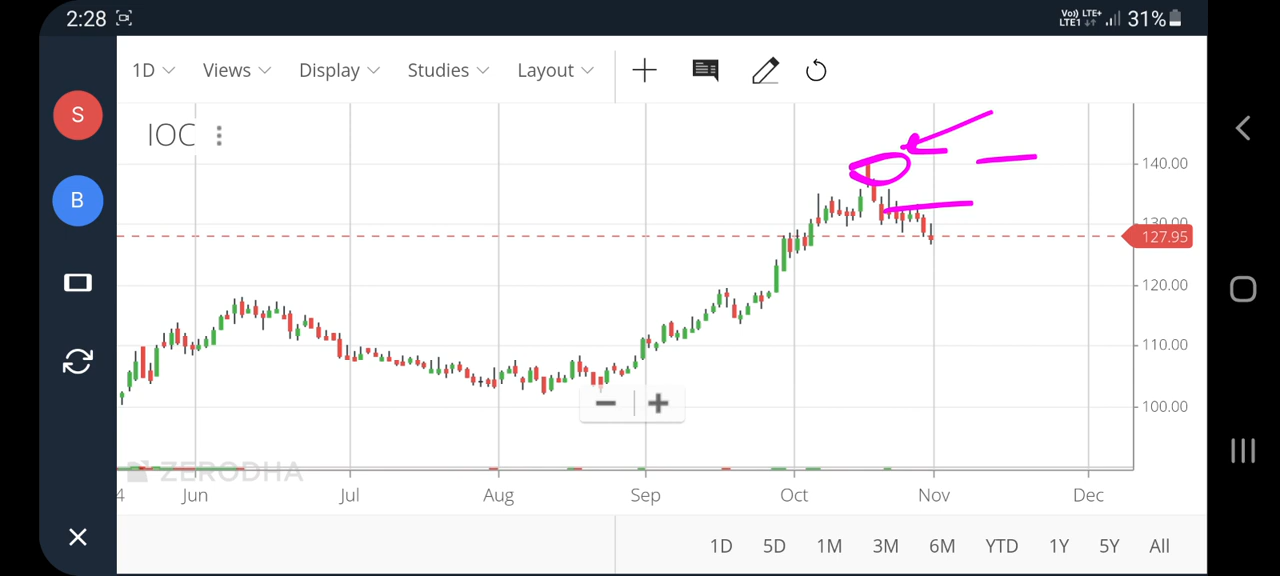 2:28 Vo)) LTE+ LTE1 31%
1D Views Display Studies Layout
S
IOC
140.00
B
130.00
127.95
120.00
110.00
100.00
ZERODHA
4 Jun Jul Aug Sep Oct Nov Dec
1D 5D 1M 3M 6M YTD 1Y 5Y All